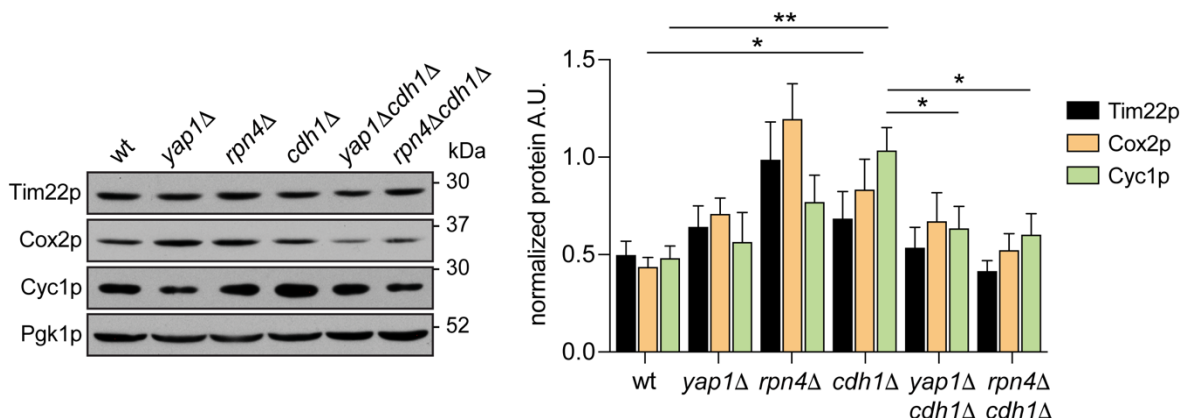 wt
yap1Δ
rpn4Δ
cdh1Δ
yap1Δcdh1Δ
rpn4Δcdh1Δ
kDa
Tim22p
30
Cox2p
37
Cyc1p
30
Pgk1p
52
normalized protein A.U.
1.5
1.0
0.5
0.0
**
*
*
*
wt
yap1Δ
rpn4Δ
cdh1Δ
yap1Δ
cdh1Δ
rpn4Δ
cdh1Δ
Tim22p
Cox2p
Cyc1p